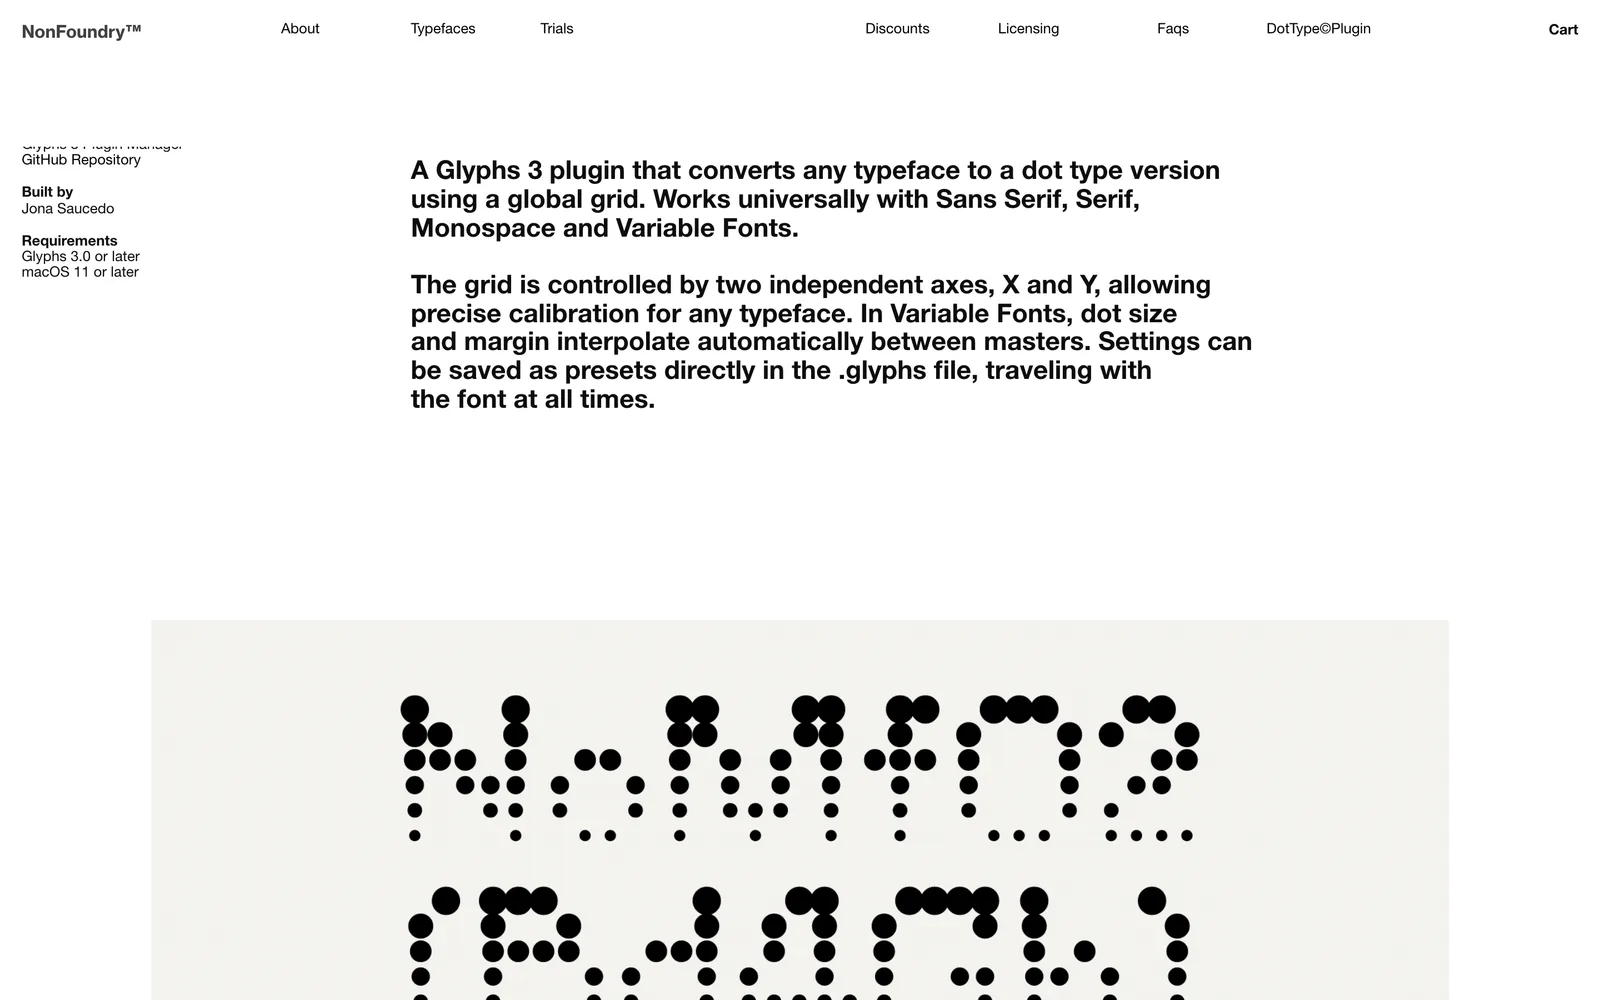 NonFoundry™
About
Typefaces
Trials
Discounts
Licensing
Faqs
DotType©Plugin
Cart
Glyphs 3 Plugin Manager
GitHub Repository
Built by
Jona Saucedo
Requirements
Glyphs 3.0 or later
macOS 11 or later
A Glyphs 3 plugin that converts any typeface to a dot type version
using a global grid. Works universally with Sans Serif, Serif,
Monospace and Variable Fonts.
The grid is controlled by two independent axes, X and Y, allowing
precise calibration for any typeface. In Variable Fonts, dot size
and margin interpolate automatically between masters. Settings can
be saved as presets directly in the .glyphs file, traveling with
the font at all times.